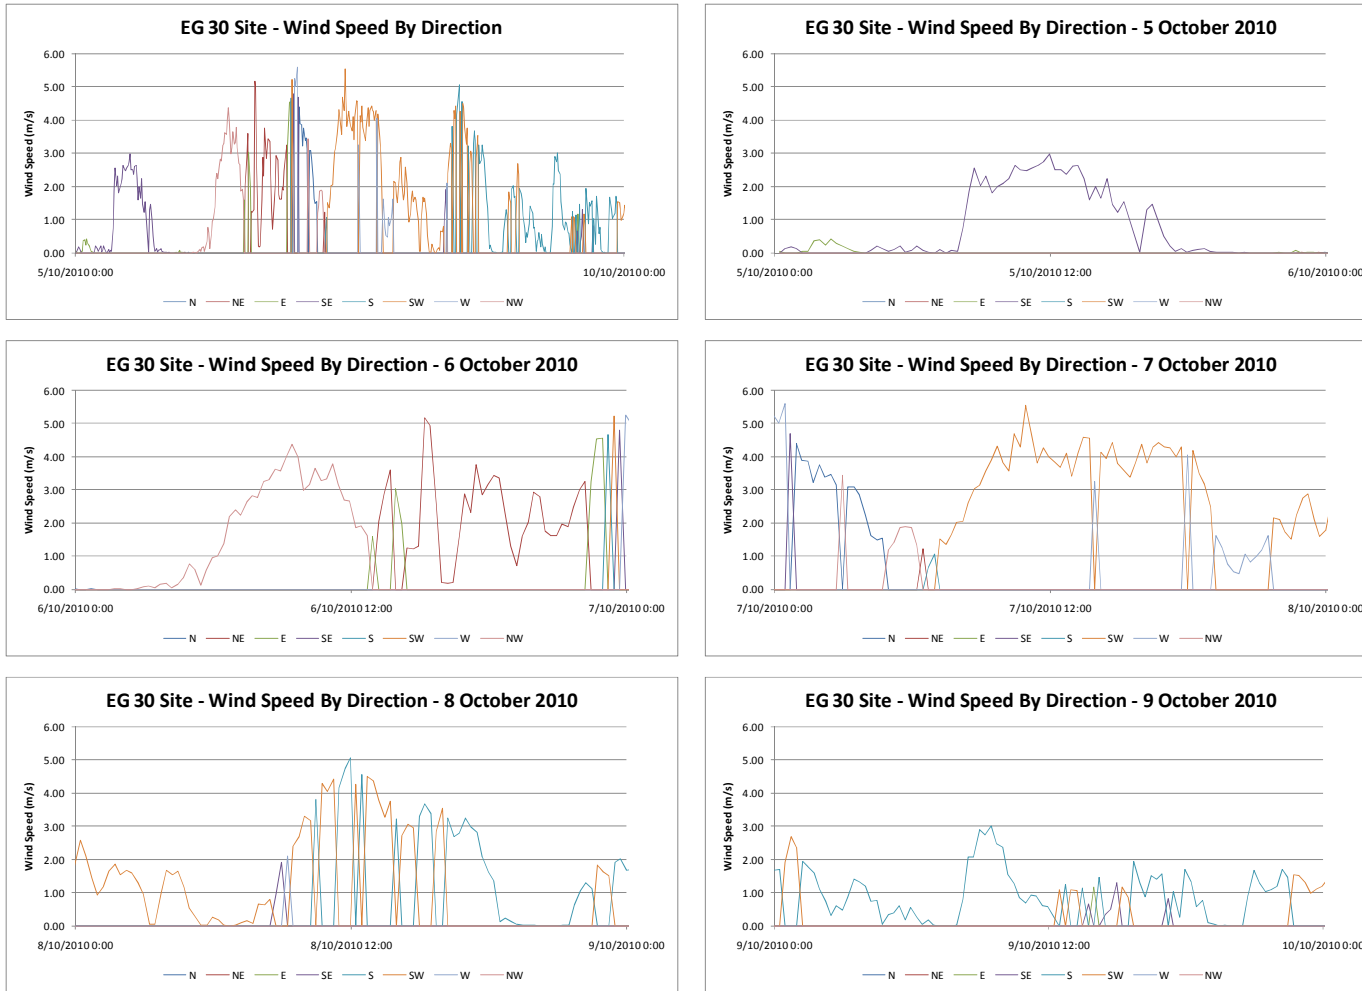 EG 30 Site - Wind Speed By Direction
Wind Speed (m/s)
6.00
5.00
4.00
3.00
2.00
1.00
0.00
5/10/2010 0:00 10/10/2010 0:00
N NE E SE S SW W NW
EG 30 Site - Wind Speed By Direction - 5 October 2010
Wind Speed (m/s)
6.00
5.00
4.00
3.00
2.00
1.00
0.00
5/10/2010 0:00 5/10/2010 12:00 6/10/2010 0:00
N NE E SE S SW W NW
EG 30 Site - Wind Speed By Direction - 6 October 2010
Wind Speed (m/s)
6.00
5.00
4.00
3.00
2.00
1.00
0.00
6/10/2010 0:00 6/10/2010 12:00 7/10/2010 0:00
N NE E SE S SW W NW
EG 30 Site - Wind Speed By Direction - 7 October 2010
Wind Speed (m/s)
6.00
5.00
4.00
3.00
2.00
1.00
0.00
7/10/2010 0:00 7/10/2010 12:00 8/10/2010 0:00
N NE E SE S SW W NW
EG 30 Site - Wind Speed By Direction - 8 October 2010
Wind Speed (m/s)
6.00
5.00
4.00
3.00
2.00
1.00
0.00
8/10/2010 0:00 8/10/2010 12:00 9/10/2010 0:00
N NE E SE S SW W NW
EG 30 Site - Wind Speed By Direction - 9 October 2010
Wind Speed (m/s)
6.00
5.00
4.00
3.00
2.00
1.00
0.00
9/10/2010 0:00 9/10/2010 12:00 10/10/2010 0:00
N NE E SE S SW W NW